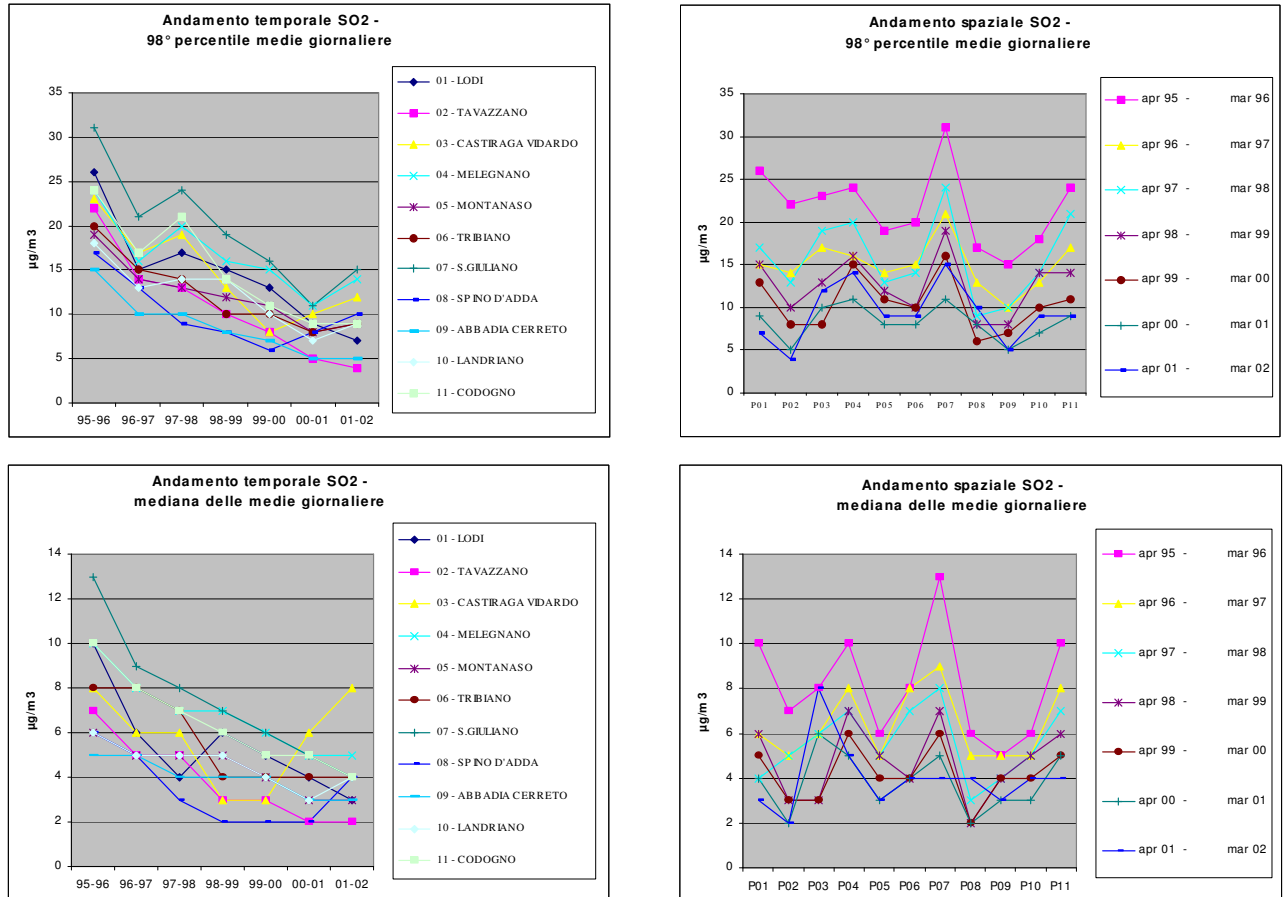 Andamento temporale SO2 -
98° percentile medie giornaliere
µg/m3
35
30
25
20
15
10
5
0
95-96 96-97 97-98 98-99 99-00 00-01 01-02
01 - LODI
02 - TAVAZZANO
03 - CASTIRAGA VIDARDO
04 - MELEGNANO
05 - MONTANASO
06 - TRIBIANO
07 - S.GIULIANO
08 - SPINO D'ADDA
09 - ABBADIA CERRETO
10 - LANDRIANO
11 - CODOGNO
Andamento spaziale SO2 -
98° percentile medie giornaliere
µg/m3
35
30
25
20
15
10
5
0
P01 P02 P03 P04 P05 P06 P07 P08 P09 P10 P11
apr 95 - mar 96
apr 96 - mar 97
apr 97 - mar 98
apr 98 - mar 99
apr 99 - mar 00
apr 00 - mar 01
apr 01 - mar 02
Andamento temporale SO2 -
mediana delle medie giornaliere
µg/m3
14
12
10
8
6
4
2
0
95-96 96-97 97-98 98-99 99-00 00-01 01-02
01 - LODI
02 - TAVAZZANO
03 - CASTIRAGA VIDARDO
04 - MELEGNANO
05 - MONTANASO
06 - TRIBIANO
07 - S.GIULIANO
08 - SPINO D'ADDA
09 - ABBADIA CERRETO
10 - LANDRIANO
11 - CODOGNO
Andamento spaziale SO2 -
mediana delle medie giornaliere
µg/m3
14
12
10
8
6
4
2
0
P01 P02 P03 P04 P05 P06 P07 P08 P09 P10 P11
apr 95 - mar 96
apr 96 - mar 97
apr 97 - mar 98
apr 98 - mar 99
apr 99 - mar 00
apr 00 - mar 01
apr 01 - mar 02